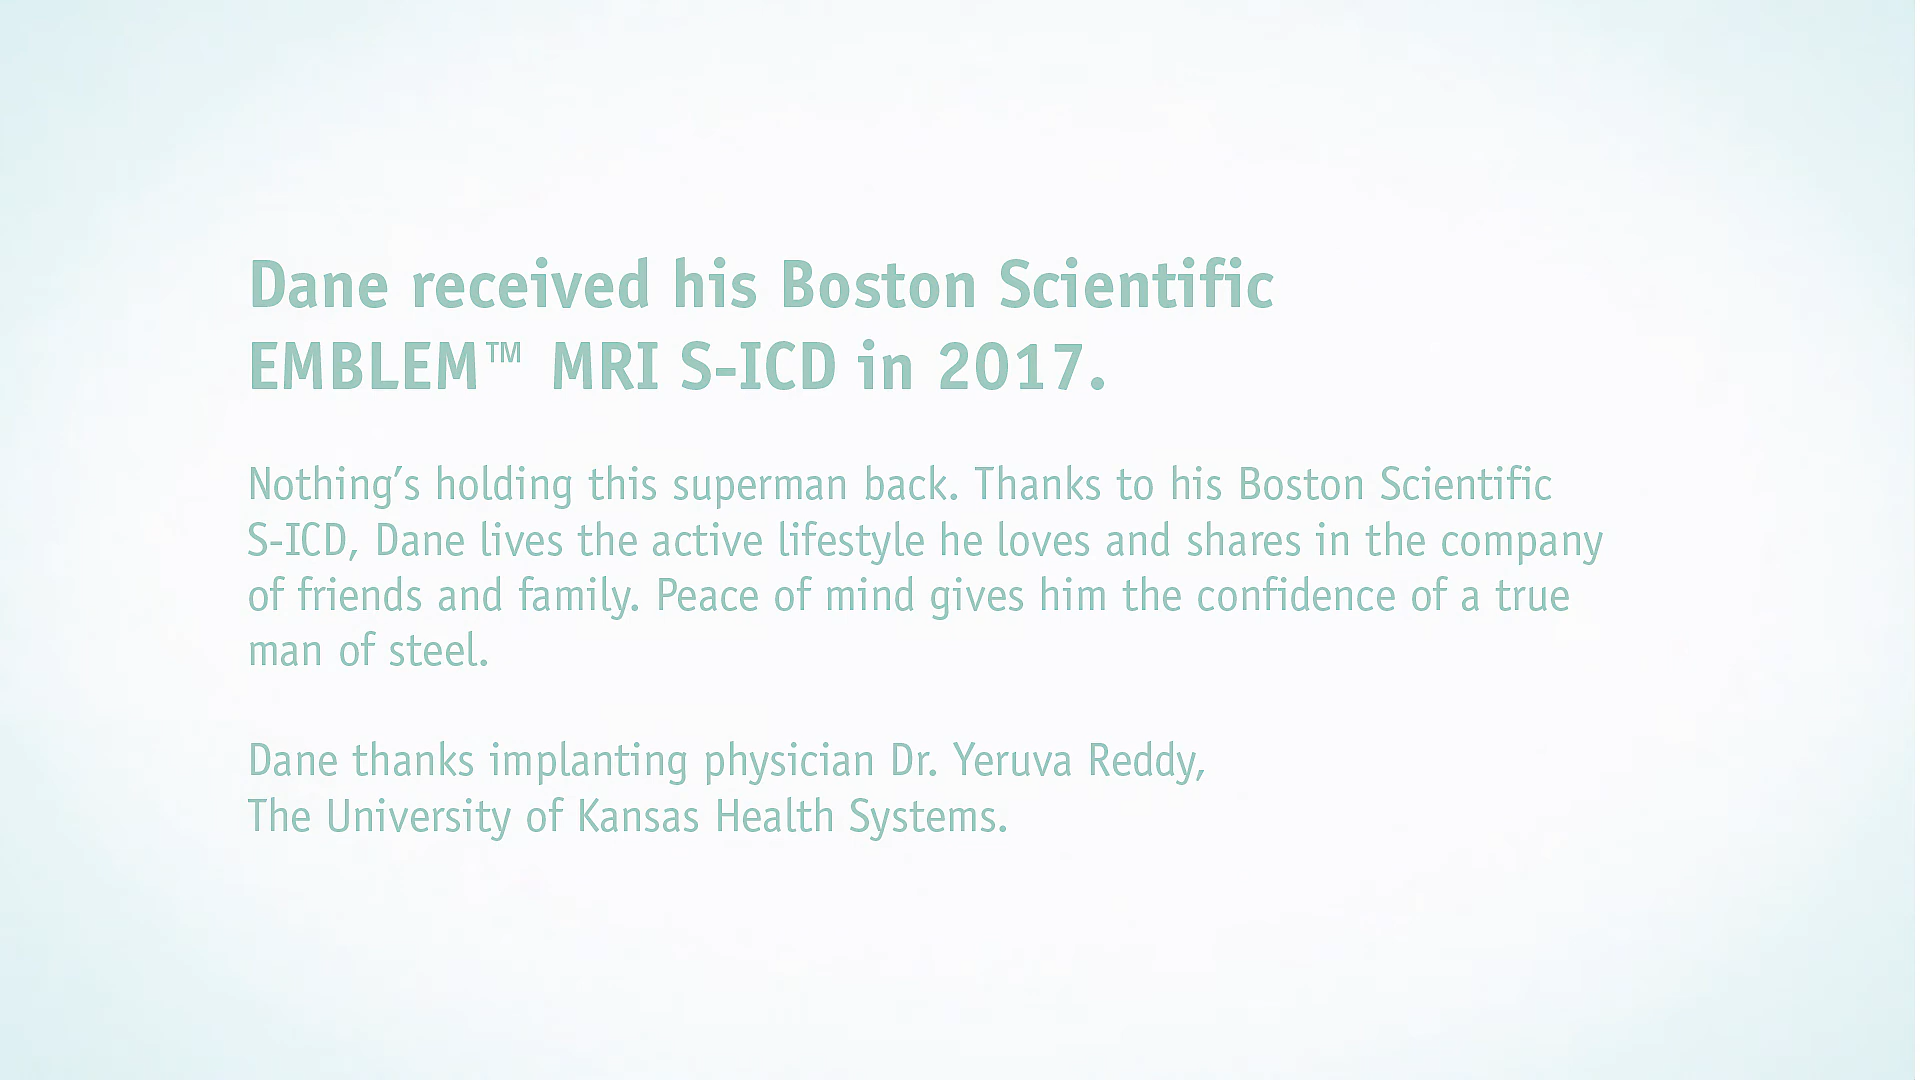 Dane received his Boston Scientific
EMBLEM™ MRI S-ICD in 2017.
Nothing’s holding this superman back. Thanks to his Boston Scientific
S-ICD, Dane lives the active lifestyle he loves and shares in the company
of friends and family. Peace of mind gives him the confidence of a true
man of steel.
Dane thanks implanting physician Dr. Yeruva Reddy,
The University of Kansas Health Systems.